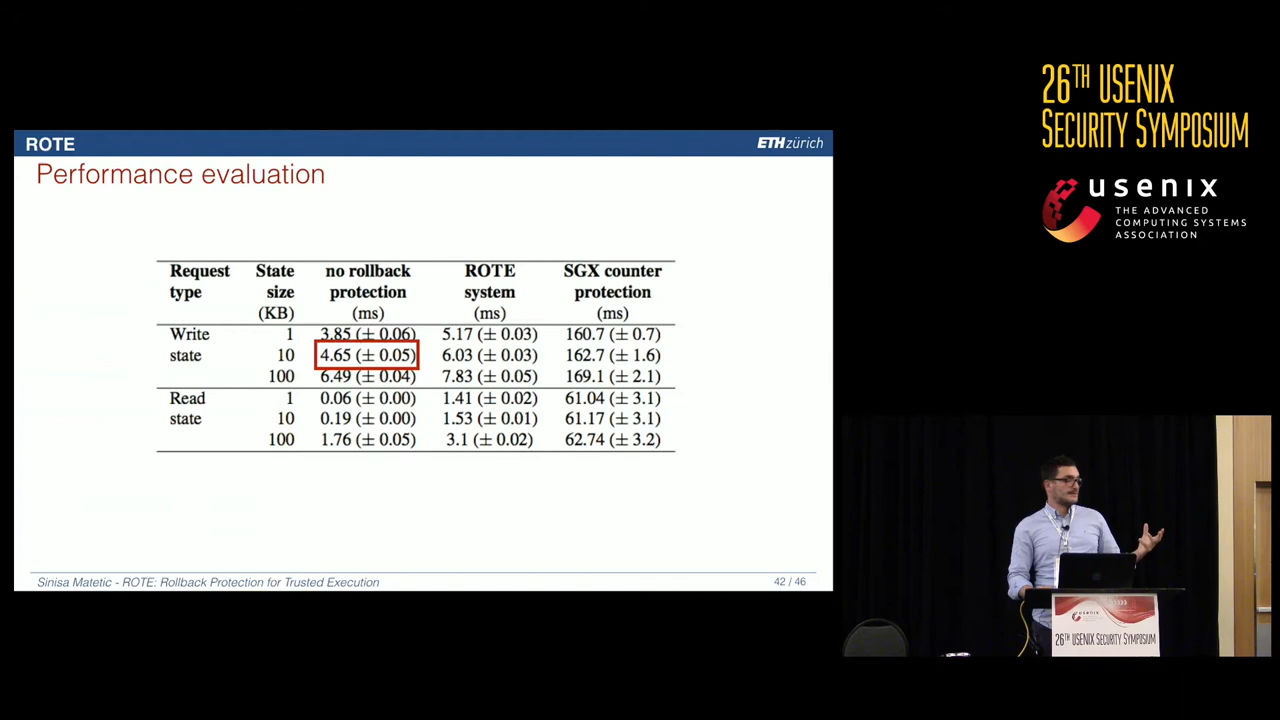 ROTE
ETH zürich
Performance evaluation
Request type State size (KB) no rollback protection (ms) ROTE system (ms) SGX counter protection (ms)
Write state 1 3.85 (± 0.06) 5.17 (± 0.03) 160.7 (± 0.7)
10 4.65 (± 0.05) 6.03 (± 0.03) 162.7 (± 1.6)
100 6.49 (± 0.04) 7.83 (± 0.05) 169.1 (± 2.1)
Read state 1 0.06 (± 0.00) 1.41 (± 0.02) 61.04 (± 3.1)
10 0.19 (± 0.00) 1.53 (± 0.01) 61.17 (± 3.1)
100 1.76 (± 0.05) 3.1 (± 0.02) 62.74 (± 3.2)
Sinisa Matetic - ROTE: Rollback Protection for Trusted Execution
42 / 46
26TH USENIX
SECURITY SYMPOSIUM
usenix
THE ADVANCED
COMPUTING SYSTEMS
ASSOCIATION
usenix
26TH USENIX SECURITY SYMPOSIUM